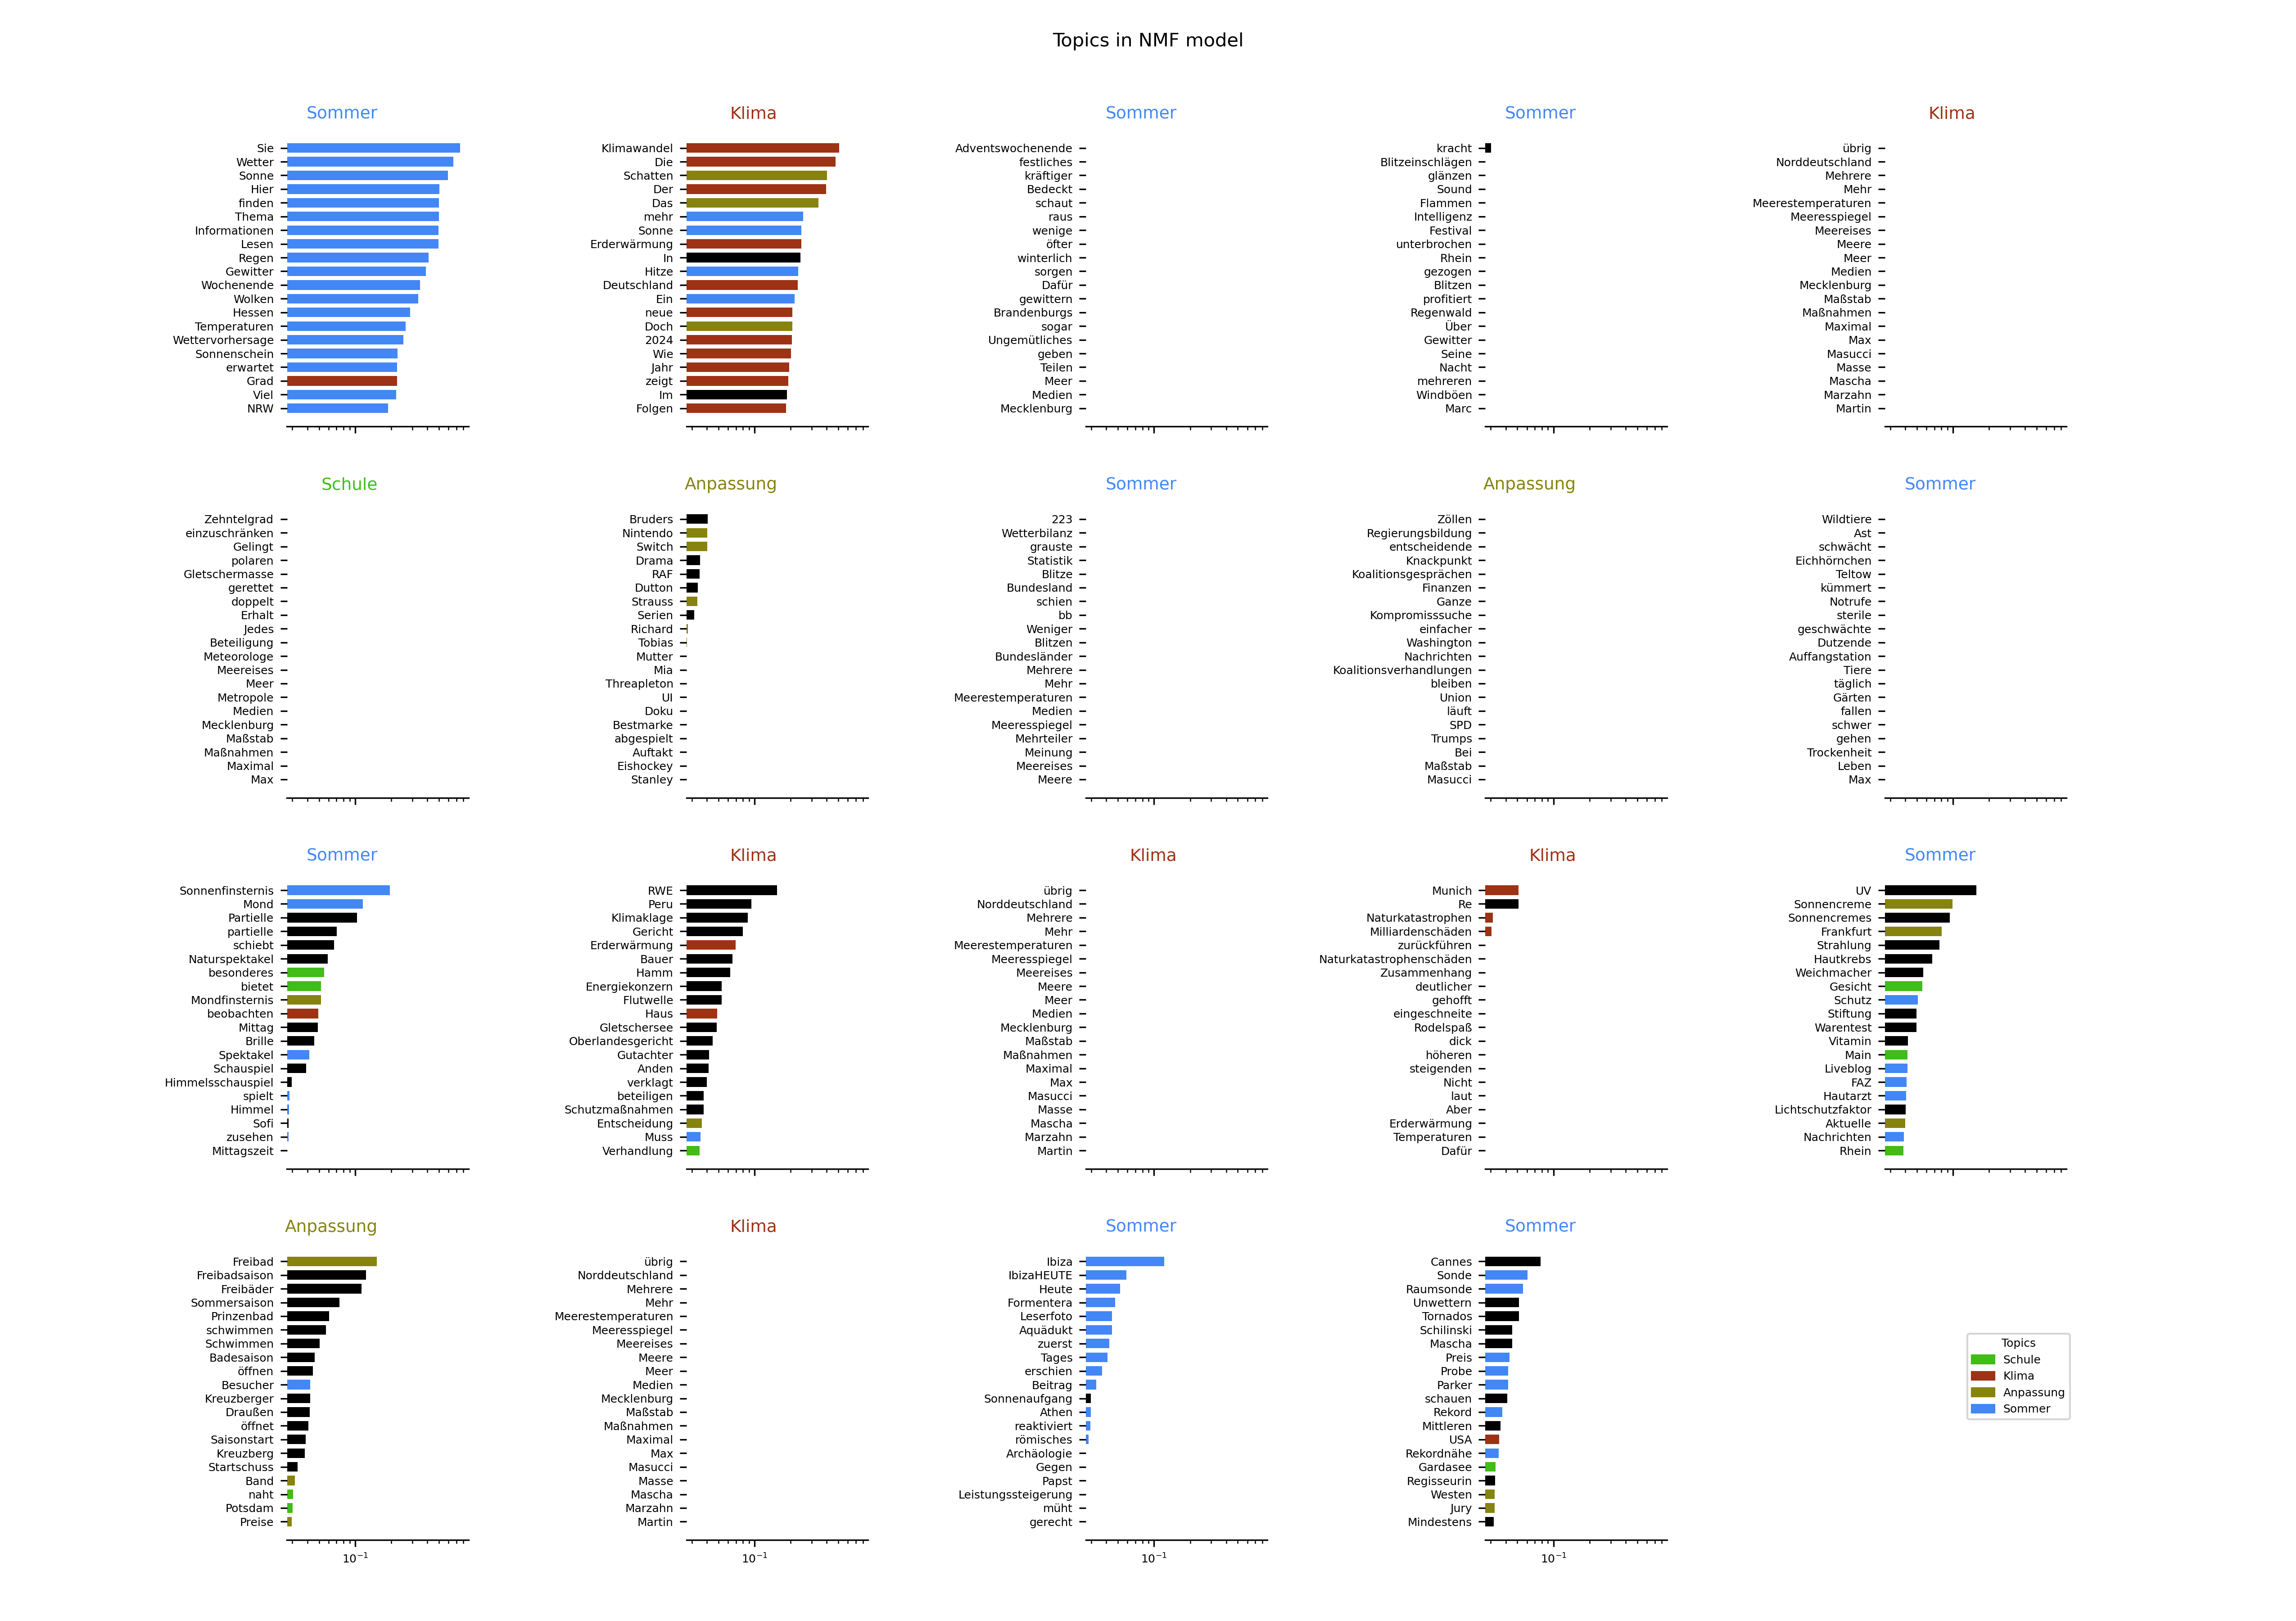 Topics in NMF model
Sommer
Sie
Wetter
Sonne
Hier
finden
Thema
Informationen
Lesen
Regen
Gewitter
Wochenende
Wolken
Hessen
Temperaturen
Wettervorhersage
Sonnenschein
erwartet
Grad
Viel
NRW
Klima
Klimawandel
Die
Schatten
Der
Das
mehr
Sonne
Erderwärmung
In
Hitze
Deutschland
Ein
neue
Doch
2024
Wie
Jahr
zeigt
Im
Folgen
Sommer
Adventswochenende
festliches
kräftiger
Bedeckt
schaut
raus
wenige
öfter
winterlich
sorgen
Dafür
gewittern
Brandenburgs
sogar
Ungemütliches
geben
Teilen
Meer
Medien
Mecklenburg
Sommer
kracht
Blitzeinschlägen
glänzen
Sound
Flammen
Intelligenz
Festival
unterbrochen
Rhein
gezogen
Blitzen
profitiert
Regenwald
Über
Gewitter
Seine
Nacht
mehreren
Windböen
Marc
Klima
übrig
Norddeutschland
Mehrere
Mehr
Meerestemperaturen
Meeresspiegel
Meereises
Meere
Meer
Medien
Mecklenburg
Maßstab
Maßnahmen
Maximal
Max
Masucci
Masse
Mascha
Marzahn
Martin
Schule
Zehntelgrad
einzuschränken
Gelingt
polaren
Gletschermasse
gerettet
doppelt
Erhalt
Jedes
Beteiligung
Meteorologe
Meereises
Meer
Metropole
Medien
Mecklenburg
Maßstab
Maßnahmen
Maximal
Max
Anpassung
Bruders
Nintendo
Switch
Drama
RAF
Dutton
Strauss
Serien
Richard
Tobias
Mutter
Mia
Threapleton
UI
Doku
Bestmarke
abgespielt
Auftakt
Eishockey
Stanley
Sommer
223
Wetterbilanz
grauste
Statistik
Blitze
Bundesland
schien
bb
Weniger
Blitzen
Bundesländer
Mehrere
Mehr
Meerestemperaturen
Medien
Meeresspiegel
Mehrteiler
Meinung
Meereises
Meere
Anpassung
Zöllen
Regierungsbildung
entscheidende
Knackpunkt
Koalitionsgesprächen
Finanzen
Ganze
Kompromisssuche
einfacher
Washington
Nachrichten
Koalitionsverhandlungen
bleiben
Union
läuft
SPD
Trumps
Bei
Maßstab
Masucci
Sommer
Wildtiere
Ast
schwächt
Eichhörnchen
Teltow
kümmert
Notrufe
sterile
geschwächte
Dutzende
Auffangstation
Tiere
täglich
Gärten
fallen
schwer
gehen
Trockenheit
Leben
Max
Sommer
Sonnenfinsternis
Mond
Partielle
partielle
schiebt
Naturspektakel
besonderes
bietet
Mondfinsternis
beobachten
Mittag
Brille
Spektakel
Schauspiel
Himmelsschauspiel
spielt
Himmel
Sofi
zusehen
Mittagszeit
Klima
RWE
Peru
Klimaklage
Gericht
Erderwärmung
Bauer
Hamm
Energiekonzern
Flutwelle
Haus
Gletschersee
Oberlandesgericht
Gutachter
Anden
verklagt
beteiligen
Schutzmaßnahmen
Entscheidung
Muss
Verhandlung
Klima
übrig
Norddeutschland
Mehrere
Mehr
Meerestemperaturen
Meeresspiegel
Meereises
Meere
Meer
Medien
Mecklenburg
Maßstab
Maßnahmen
Maximal
Max
Masucci
Masse
Mascha
Marzahn
Martin
Klima
Munich
Re
Naturkatastrophen
Milliardenschäden
zurückführen
Naturkatastrophenschäden
Zusammenhang
deutlicher
gehofft
eingeschneite
Rodelspaß
dick
höheren
steigenden
Nicht
laut
Aber
Erderwärmung
Temperaturen
Dafür
Sommer
UV
Sonnencreme
Sonnencremes
Frankfurt
Strahlung
Hautkrebs
Weichmacher
Gesicht
Schutz
Stiftung
Warentest
Vitamin
Main
Liveblog
FAZ
Hautarzt
Lichtschutzfaktor
Aktuelle
Nachrichten
Rhein
Anpassung
Freibad
Freibadsaison
Freibäder
Sommersaison
Prinzenbad
schwimmen
Schwimmen
Badesaison
öffnen
Besucher
Kreuzberger
Draußen
öffnet
Saisonstart
Kreuzberg
Startschuss
Band
naht
Potsdam
Preise
10⁻¹
Klima
übrig
Norddeutschland
Mehrere
Mehr
Meerestemperaturen
Meeresspiegel
Meereises
Meere
Meer
Medien
Mecklenburg
Maßstab
Maßnahmen
Maximal
Max
Masucci
Masse
Mascha
Marzahn
Martin
10⁻¹
Sommer
Ibiza
IbizaHEUTE
Heute
Formentera
Leserfoto
Aquädukt
zuerst
Tages
erschien
Beitrag
Sonnenaufgang
Athen
reaktiviert
römisches
Archäologie
Gegen
Papst
Leistungssteigerung
müht
gerecht
10⁻¹
Sommer
Cannes
Sonde
Raumsonde
Unwettern
Tornados
Schilinski
Mascha
Preis
Probe
Parker
schauen
Rekord
Mittleren
USA
Rekordnähe
Gardasee
Regisseurin
Westen
Jury
Mindestens
10⁻¹
Topics
Schule
Klima
Anpassung
Sommer